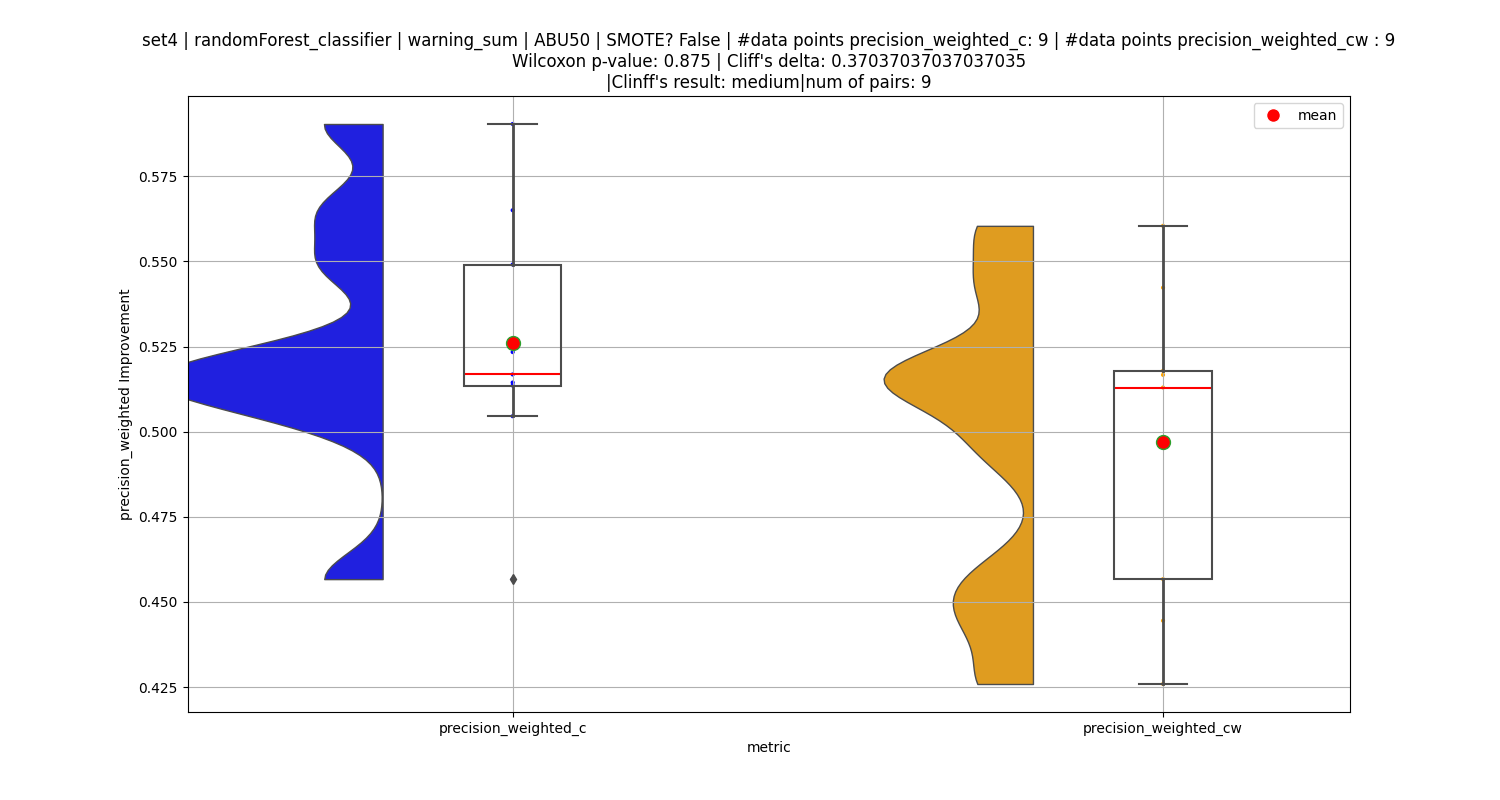 set4 | randomForest_classifier | warning_sum | ABU50 | SMOTE? False | #data points precision_weighted_c: 9 | #data points precision_weighted_cw : 9
Wilcoxon p-value: 0.875 | Cliff's delta: 0.37037037037037035
|Clinff's result: medium|num of pairs: 9
mean
0.575
0.550
0.525
0.500
0.475
0.450
0.425
precision_weighted Improvement
precision_weighted_c
precision_weighted_cw
metric